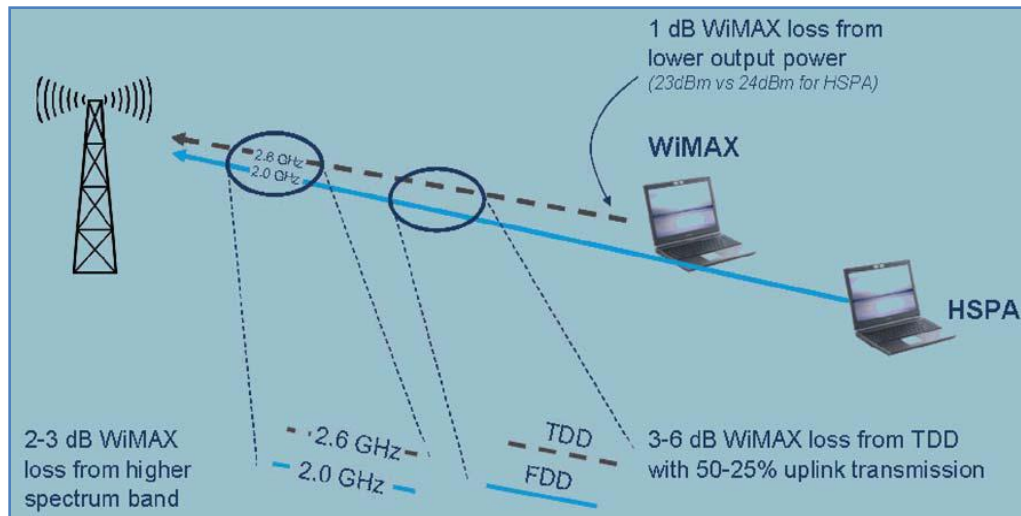 1 dB WiMAX loss from
lower output power
(23dBm vs 24dBm for HSPA)
WiMAX
2.6 GHz
2.0 GHz
HSPA
2-3 dB WiMAX
loss from higher
spectrum band
2.6 GHz
2.0 GHz
TDD
FDD
3-6 dB WiMAX loss from TDD
with 50-25% uplink transmission